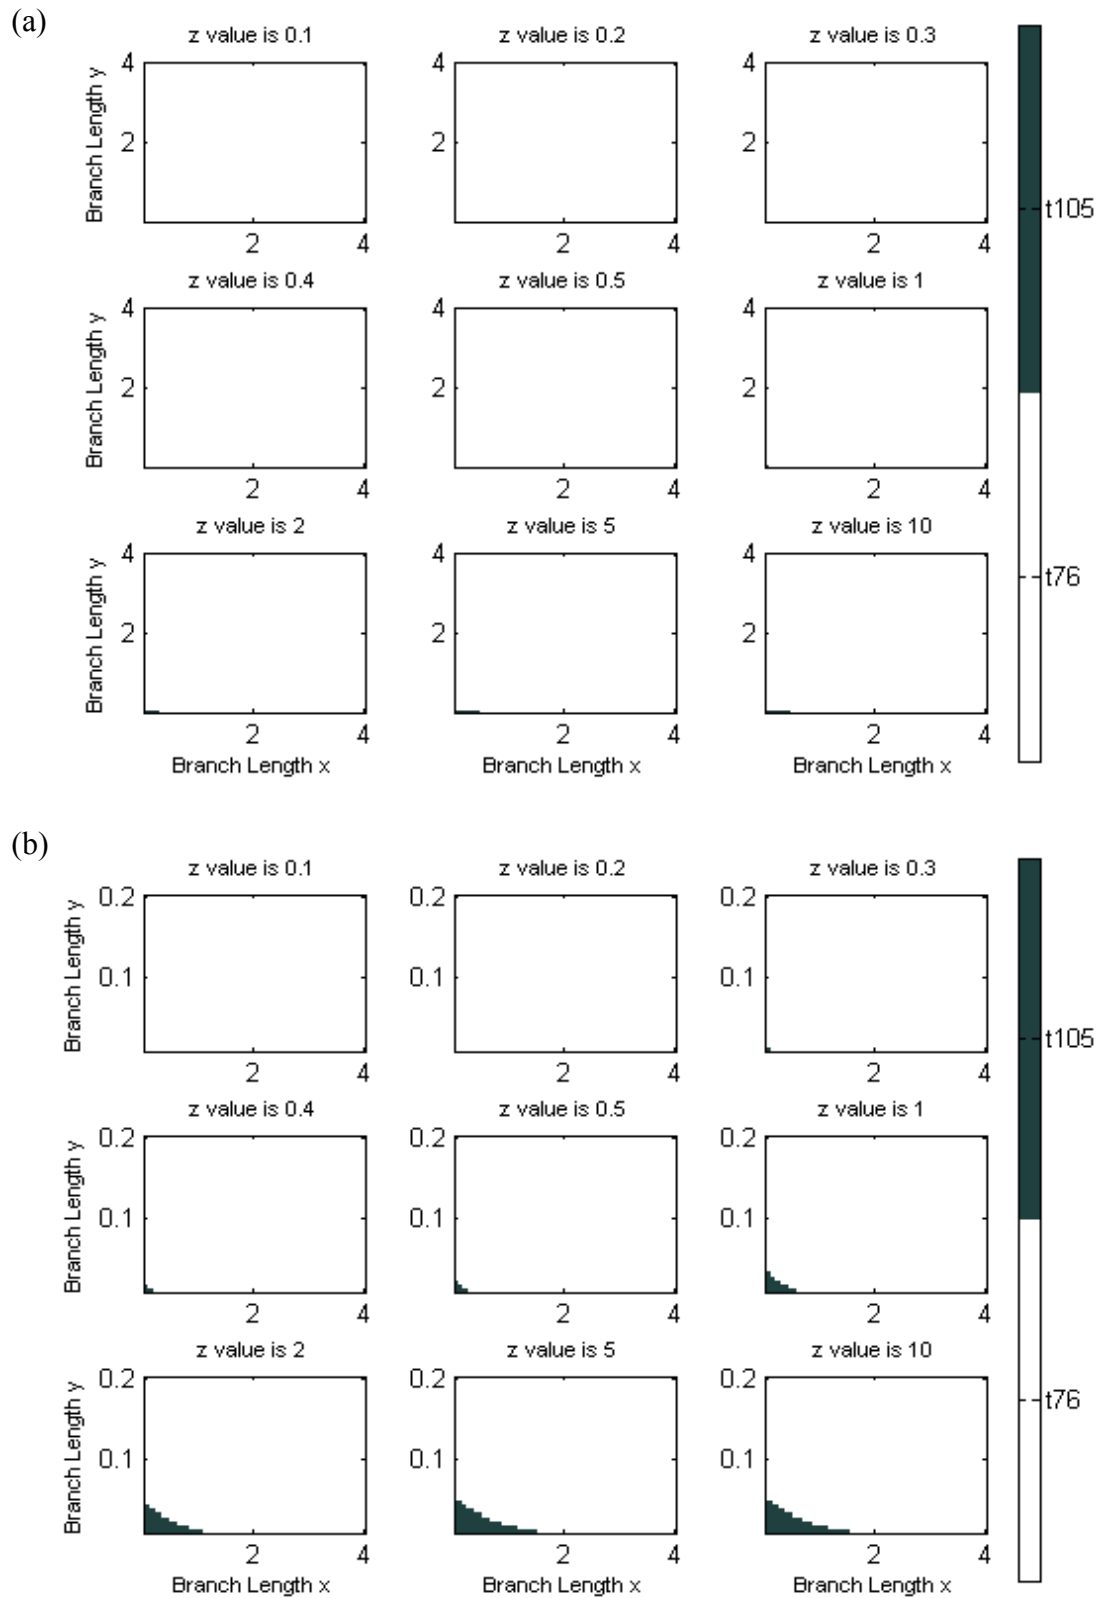 (a)
z value is 0.1 z value is 0.2 z value is 0.3
Branch Length y
4 2 2 4
4 2 2 4
4 2 2 4
t105
z value is 0.4 z value is 0.5 z value is 1
Branch Length y
4 2 2 4
4 2 2 4
4 2 2 4
z value is 2 z value is 5 z value is 10
Branch Length y
4 2 2 4
4 2 2 4
4 2 2 4
t76
Branch Length x Branch Length x Branch Length x
(b)
z value is 0.1 z value is 0.2 z value is 0.3
Branch Length y
0.2 0.1 2 4
0.2 0.1 2 4
0.2 0.1 2 4
t105
z value is 0.4 z value is 0.5 z value is 1
Branch Length y
0.2 0.1 2 4
0.2 0.1 2 4
0.2 0.1 2 4
z value is 2 z value is 5 z value is 10
Branch Length y
0.2 0.1 2 4
0.2 0.1 2 4
0.2 0.1 2 4
t76
Branch Length x Branch Length x Branch Length x